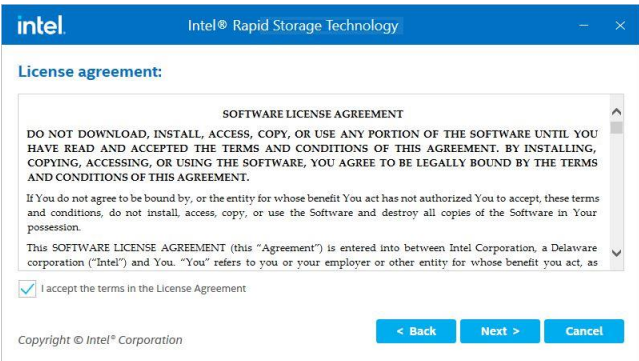 intel.
Intel® Rapid Storage Technology
License agreement:
SOFTWARE LICENSE AGREEMENT
DO NOT DOWNLOAD, INSTALL, ACCESS, COPY, OR USE ANY PORTION OF THE SOFTWARE UNTIL YOU
HAVE READ AND ACCEPTED THE TERMS AND CONDITIONS OF THIS AGREEMENT. BY INSTALLING,
COPYING, ACCESSING, OR USING THE SOFTWARE, YOU AGREE TO BE LEGALLY BOUND BY THE TERMS
AND CONDITIONS OF THIS AGREEMENT.
If You do not agree to be bound by, or the entity for whose benefit You act has not authorized You to accept, these terms
and conditions, do not install, access, copy, or use the Software and destroy all copies of the Software in Your
possession.
This SOFTWARE LICENSE AGREEMENT (this “Agreement”) is entered into between Intel Corporation, a Delaware
corporation (“Intel”) and You. “You” refers to you or your employer or other entity for whose benefit you act, as
I accept the terms in the License Agreement
Copyright © Intel® Corporation
< Back
Next >
Cancel